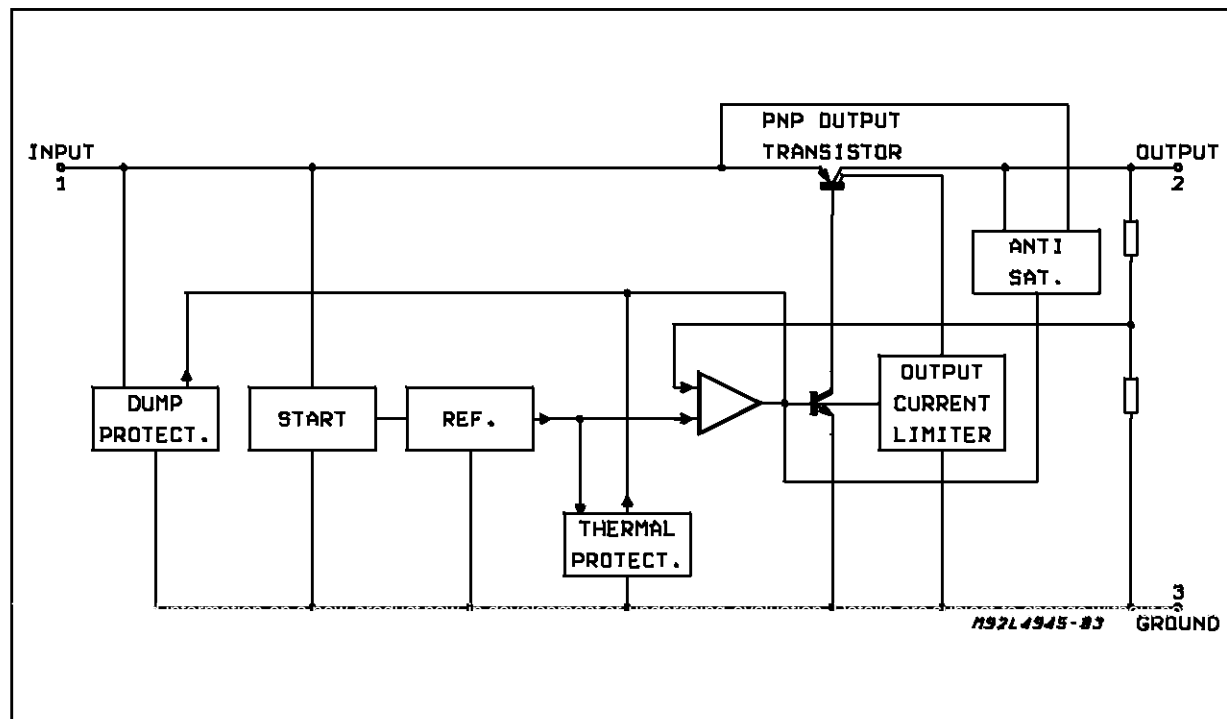 PNP OUTPUT
TRANSISTOR
INPUT
1
OUTPUT
2
ANTI
SAT.
DUMP
PROTECT.
START
REF.
OUTPUT
CURRENT
LIMITER
THERMAL
PROTECT.
3
GROUND
M92L4945-03